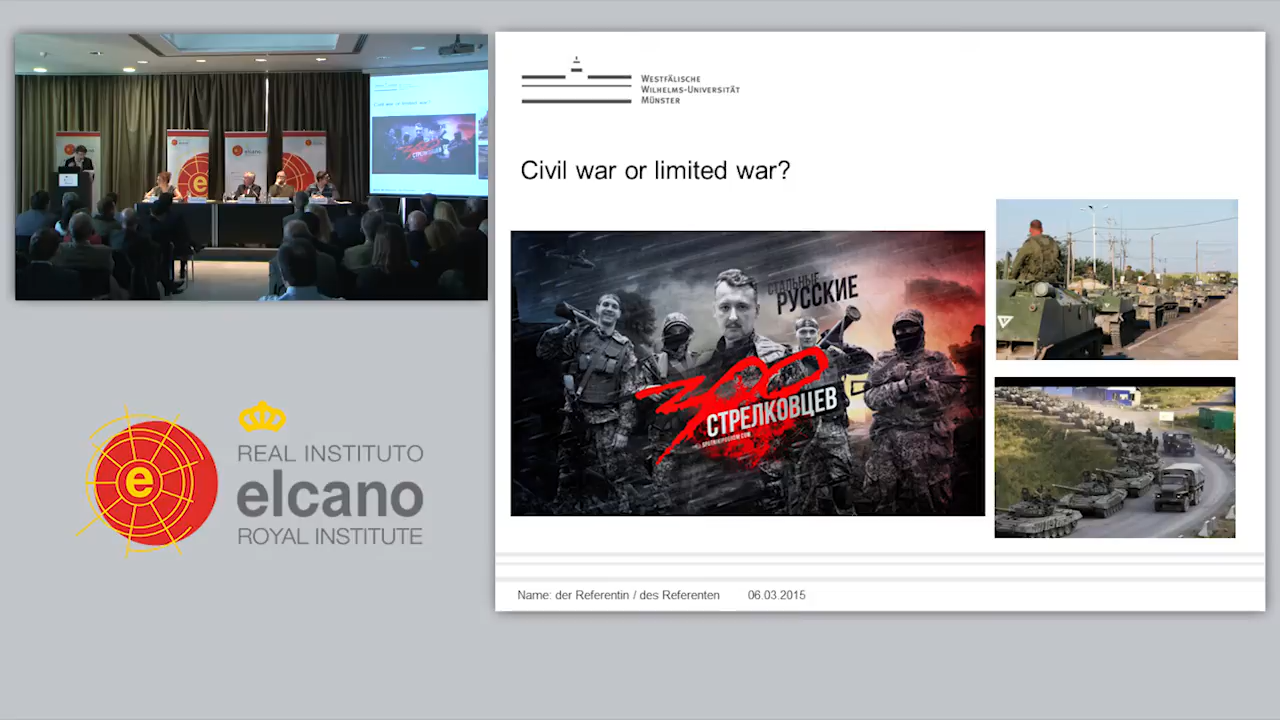 WESTFÄLISCHE
WILHELMS-UNIVERSITÄT
MÜNSTER
Civil war or limited war?
СТАЛЬНЫЕ
РУССКИЕ
300
СТРЕЛКОВЦЕВ
elcano
e
REAL INSTITUTO
elcano
ROYAL INSTITUTE
e
Name: der Referentin / des Referenten 06.03.2015